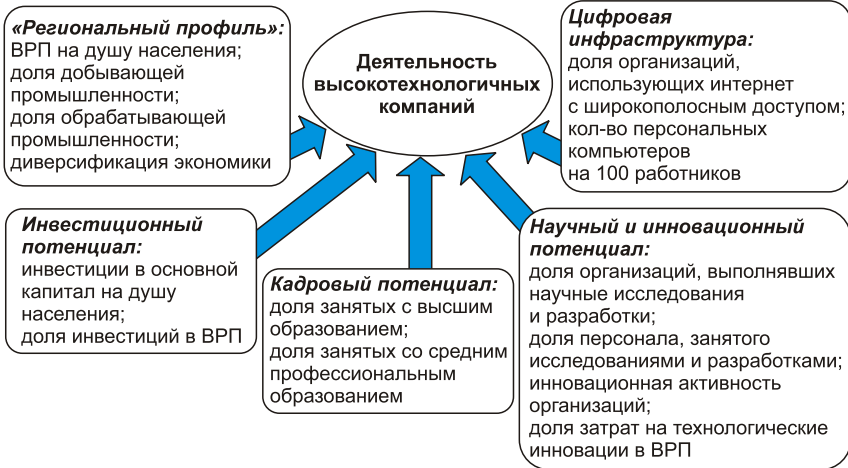 «Региональный профиль»:
ВРП на душу населения;
доля добывающей
промышленности;
доля обрабатывающей
промышленности;
диверсификация экономики
Деятельность
высокотехнологичных
компаний
Цифровая
инфраструктура:
доля организаций,
использующих интернет
с широкополосным доступом;
кол-во персональных
компьютеров
на 100 работников
Инвестиционный
потенциал:
инвестиции в основной
капитал на душу
населения;
доля инвестиций в ВРП
Кадровый потенциал:
доля занятых с высшим
образованием;
доля занятых со средним
профессиональным
образованием
Научный и инновационный
потенциал:
доля организаций, выполнявших
научные исследования
и разработки;
доля персонала, занятого
исследованиями и разработками;
инновационная активность
организаций;
доля затрат на технологические
инновации в ВРП